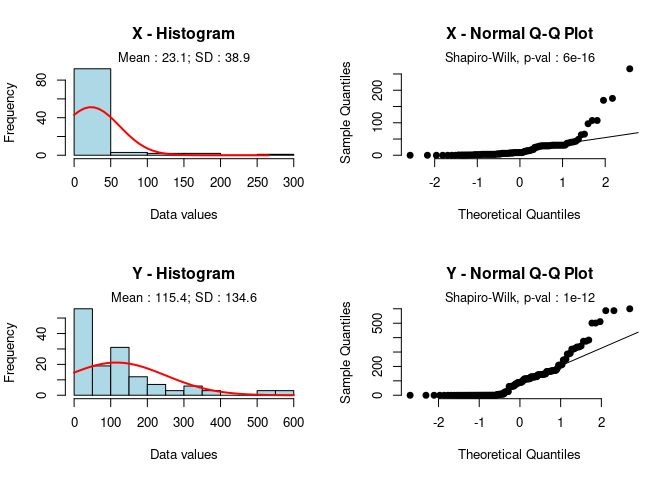 X - Histogram
Mean : 23.1; SD : 38.9
Frequency
0 40 80
0 50 100 150 200 250 300
Data values
X - Normal Q-Q Plot
Shapiro-Wilk, p-val : 6e-16
Sample Quantiles
0 100 200
-2 -1 0 1 2
Theoretical Quantiles
Y - Histogram
Mean : 115.4; SD : 134.6
Frequency
0 20 40
0 100 200 300 400 500 600
Data values
Y - Normal Q-Q Plot
Shapiro-Wilk, p-val : 1e-12
Sample Quantiles
0 200 500
-2 -1 0 1 2
Theoretical Quantiles